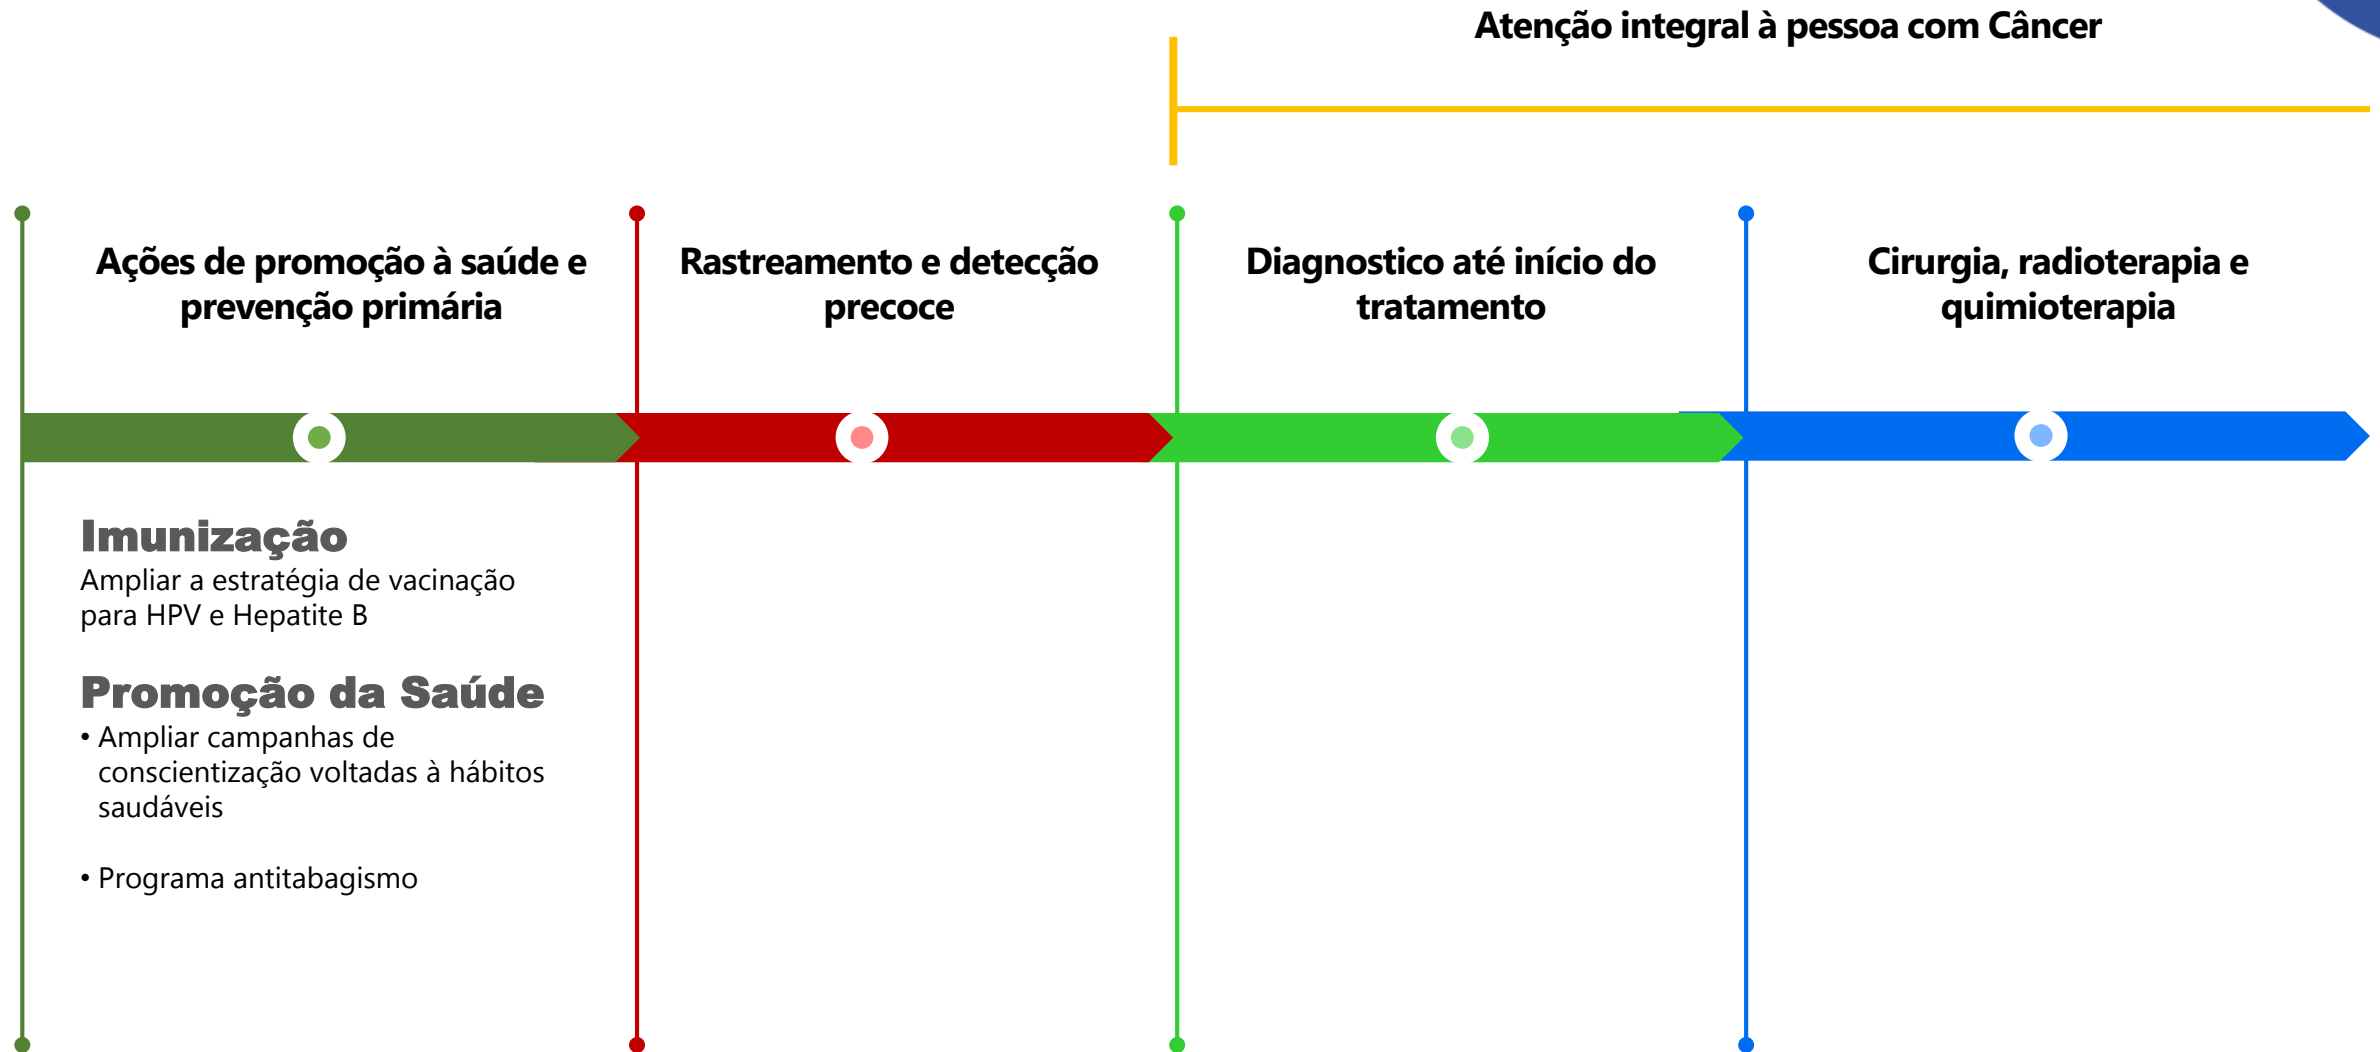 Atenção integral à pessoa com Câncer
Ações de promoção à saúde e
prevenção primária
Rastreamento e detecção
precoce
Diagnostico até início do
tratamento
Cirurgia, radioterapia e
quimioterapia
Imunização
Ampliar a estratégia de vacinação
para HPV e Hepatite B
Promoção da Saúde
• Ampliar campanhas de
conscientização voltadas à hábitos
saudáveis
• Programa antitabagismo